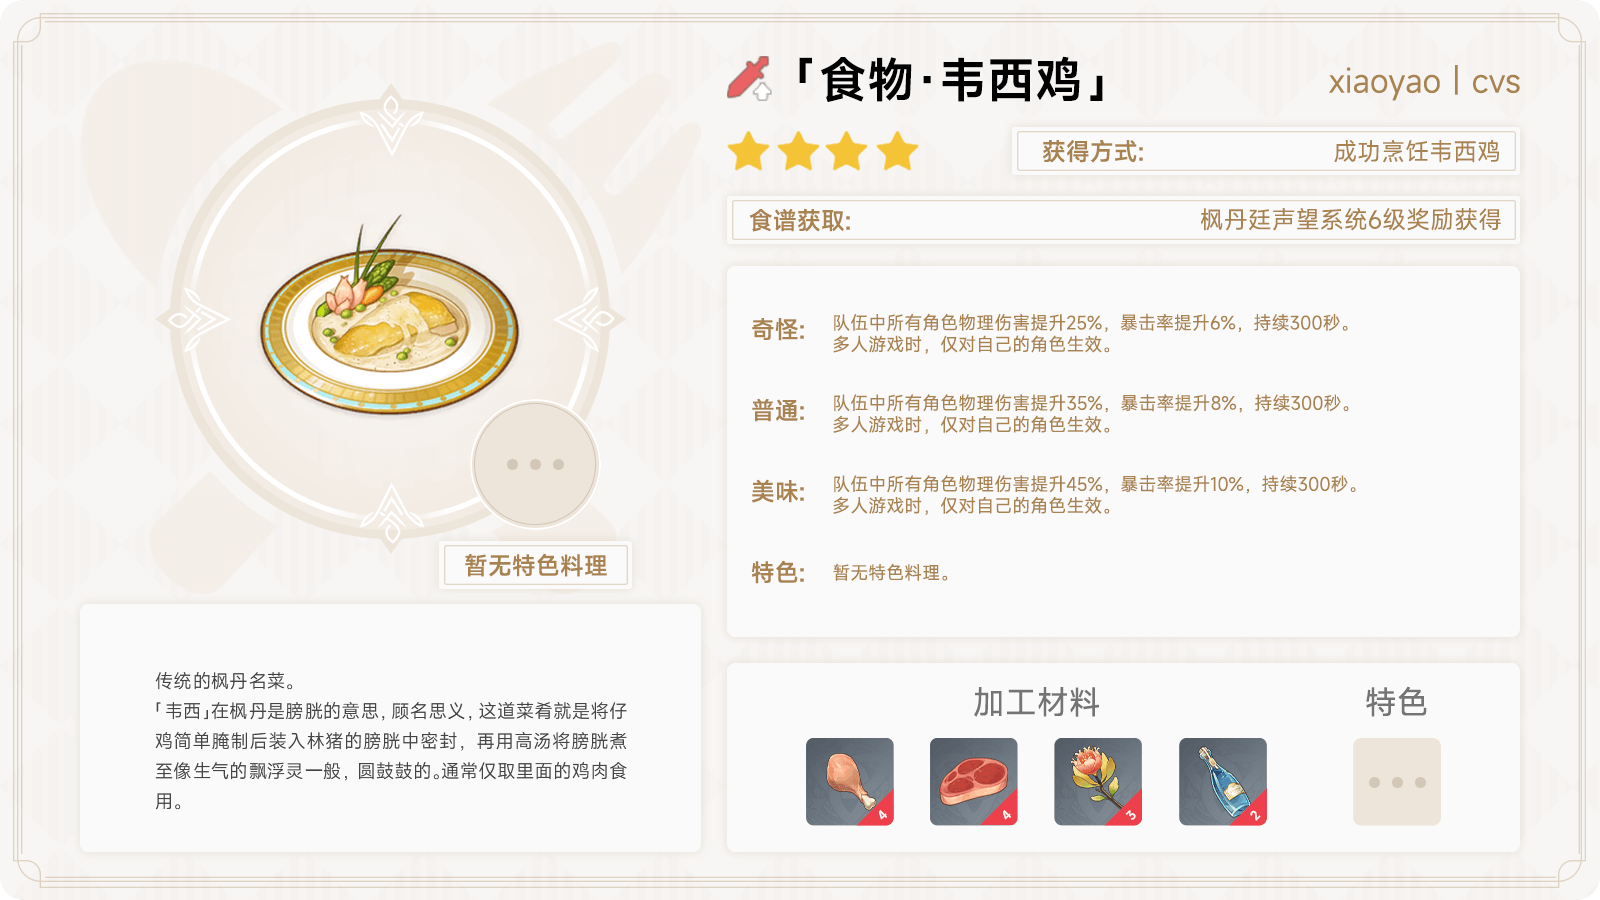 「食物·韦西鸡」
xiaoyao | cvs
获得方式: 成功烹饪韦西鸡
食谱获取: 枫丹廷声望系统6级奖励获得
奇怪: 队伍中所有角色物理伤害提升25%，暴击率提升6%，持续300秒。
多人游戏时，仅对自己的角色生效。
普通: 队伍中所有角色物理伤害提升35%，暴击率提升8%，持续300秒。
多人游戏时，仅对自己的角色生效。
美味: 队伍中所有角色物理伤害提升45%，暴击率提升10%，持续300秒。
多人游戏时，仅对自己的角色生效。
特色: 暂无特色料理。
暂无特色料理
传统的枫丹名菜。
「韦西」在枫丹是膀胱的意思，顾名思义，这道菜肴就是将仔
鸡简单腌制后装入林猪的膀胱中密封，再用高汤将膀胱煮
至像生气的飘浮灵一般，圆鼓鼓的。通常仅取里面的鸡肉食
用。
加工材料 特色
4 4 3 2